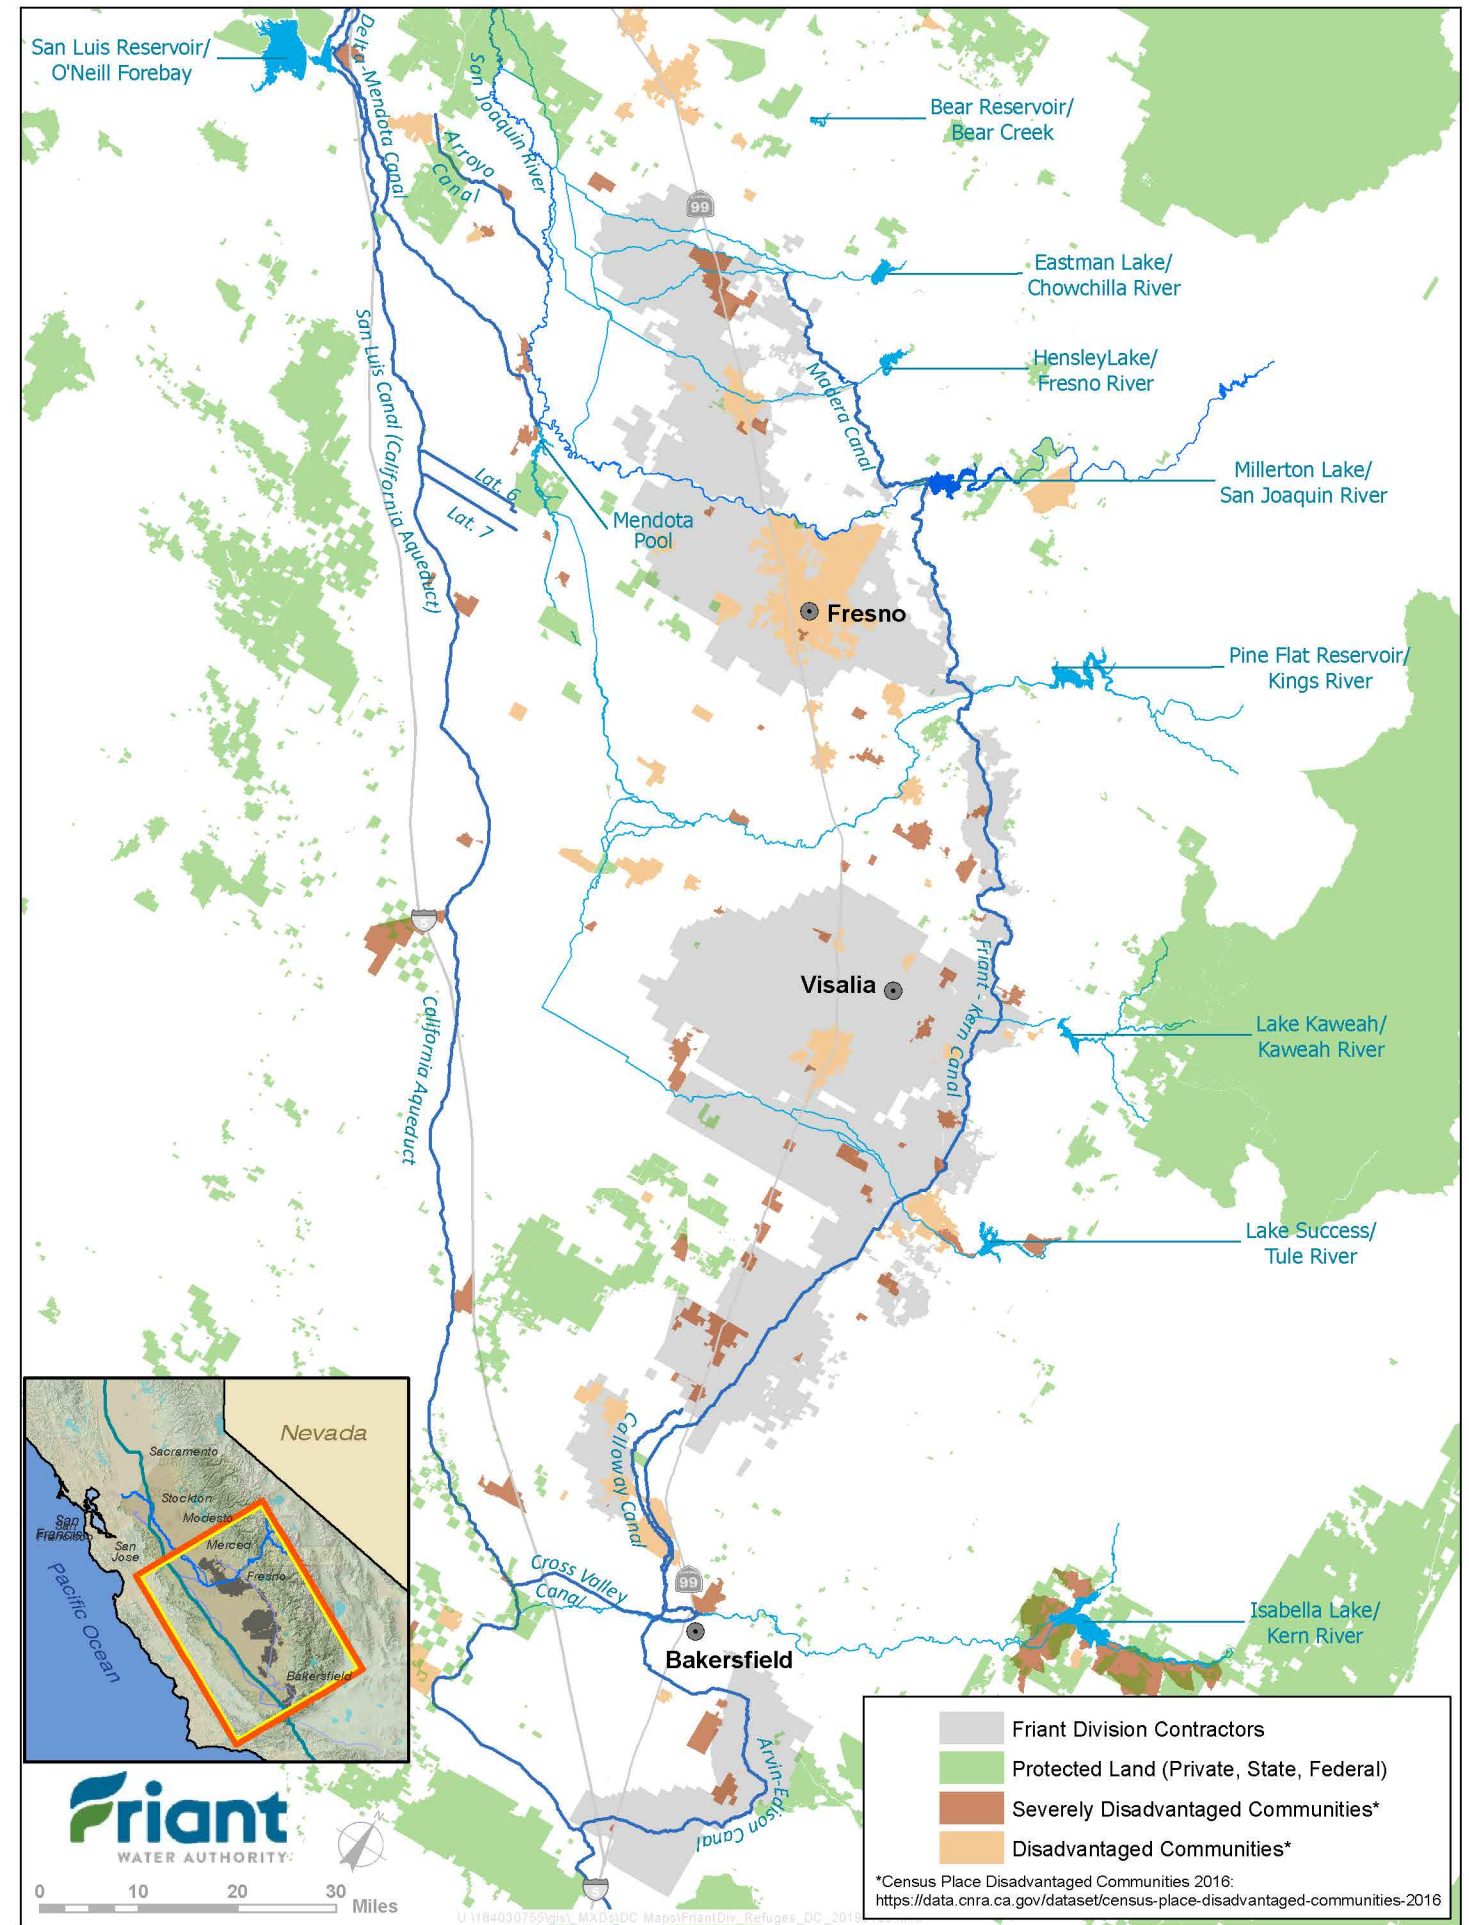 San Luis Reservoir/
O'Neill Forebay
Delta-Mendota Canal
San Joaquin River
Arroyo
Canal
Bear Reservoir/
Bear Creek
99
Eastman Lake/
Chowchilla River
HensleyLake/
Fresno River
Madera Canal
San Luis Canal (California Aqueduct)
Lat. 6
Lat. 7
Mendota
Pool
Millerton Lake/
San Joaquin River
Fresno
Pine Flat Reservoir/
Kings River
5
Visalia
Friant - Kern Canal
California Aqueduct
Lake Kaweah/
Kaweah River
Lake Success/
Tule River
Calloway Canal
Cross Valley
Canal
99
Bakersfield
Isabella Lake/
Kern River
Arvin-Edison Canal
5
Nevada
Sacramento
Stockton
Modesto
San
Francisco
San
Jose
Merced
Fresno
Bakersfield
Pacific Ocean
Friant
WATER AUTHORITY
N
0 10 20 30
Miles
Friant Division Contractors
Protected Land (Private, State, Federal)
Severely Disadvantaged Communities*
Disadvantaged Communities*
*Census Place Disadvantaged Communities 2016:
https://data.cnra.ca.gov/dataset/census-place-disadvantaged-communities-2016